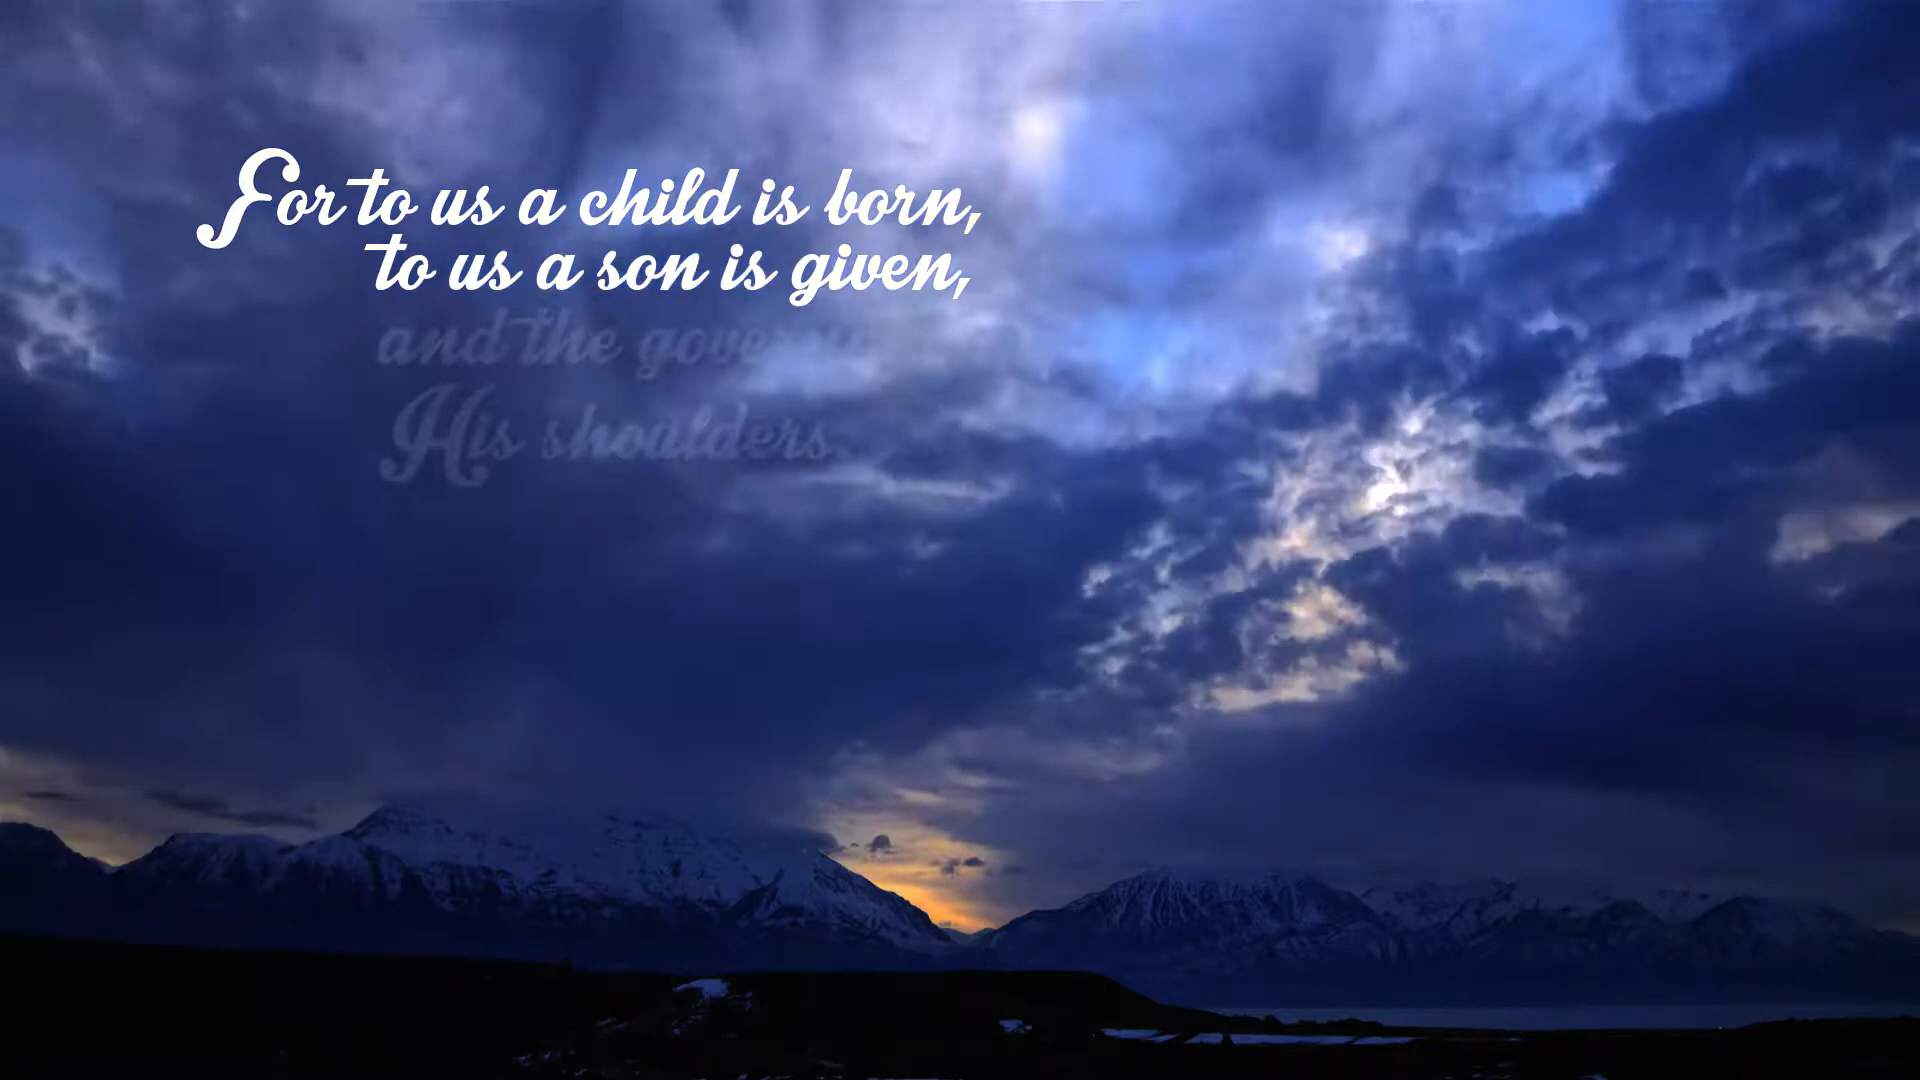 For to us a child is born,
to us a son is given,
and the
His shoulders.